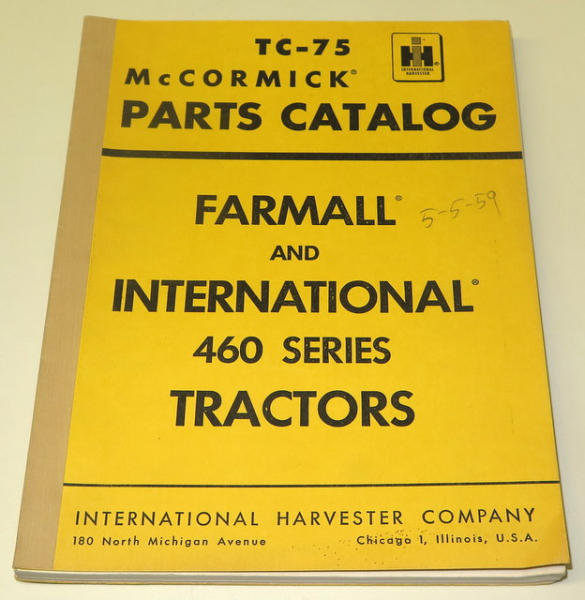 TC-75
McCORMICK®
PARTS CATALOG
IH®
INTERNATIONAL
HARVESTER
FARMALL®
5-5-59
AND
INTERNATIONAL®
460 SERIES
TRACTORS
INTERNATIONAL HARVESTER COMPANY
180 North Michigan Avenue Chicago 1, Illinois, U.S.A.